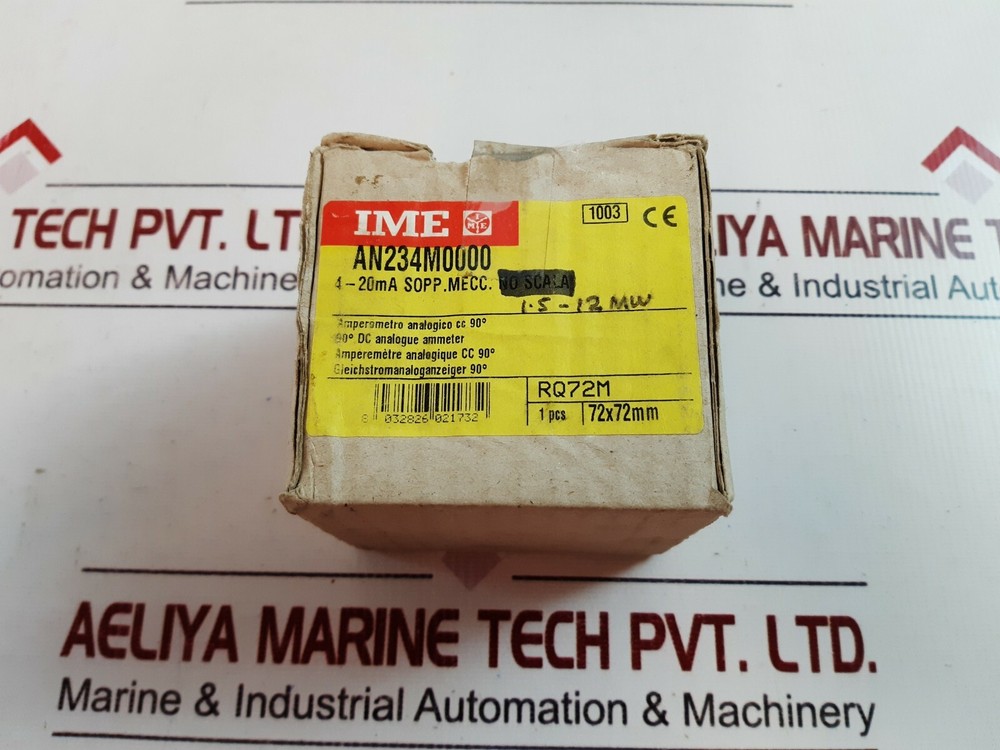 TECH PVT. LT
omation & Machine
AELIYA MARINE T
ne & Industrial Aut
IME
1003 CE
AN234M0000
4-20mA SOPP.MECC. NO SCALA
1.5-12 MW
Amperometro analogico cc 90°
90° DC analogue ammeter
Amperemètre analogique CC 90°
Gleichstromanaloganzeiger 90°
8 032826 021732
RQ72M
1 pcs 72x72mm
AELIYA MARINE TECH PVT. LTD.
Marine & Industrial Automation & Machinery